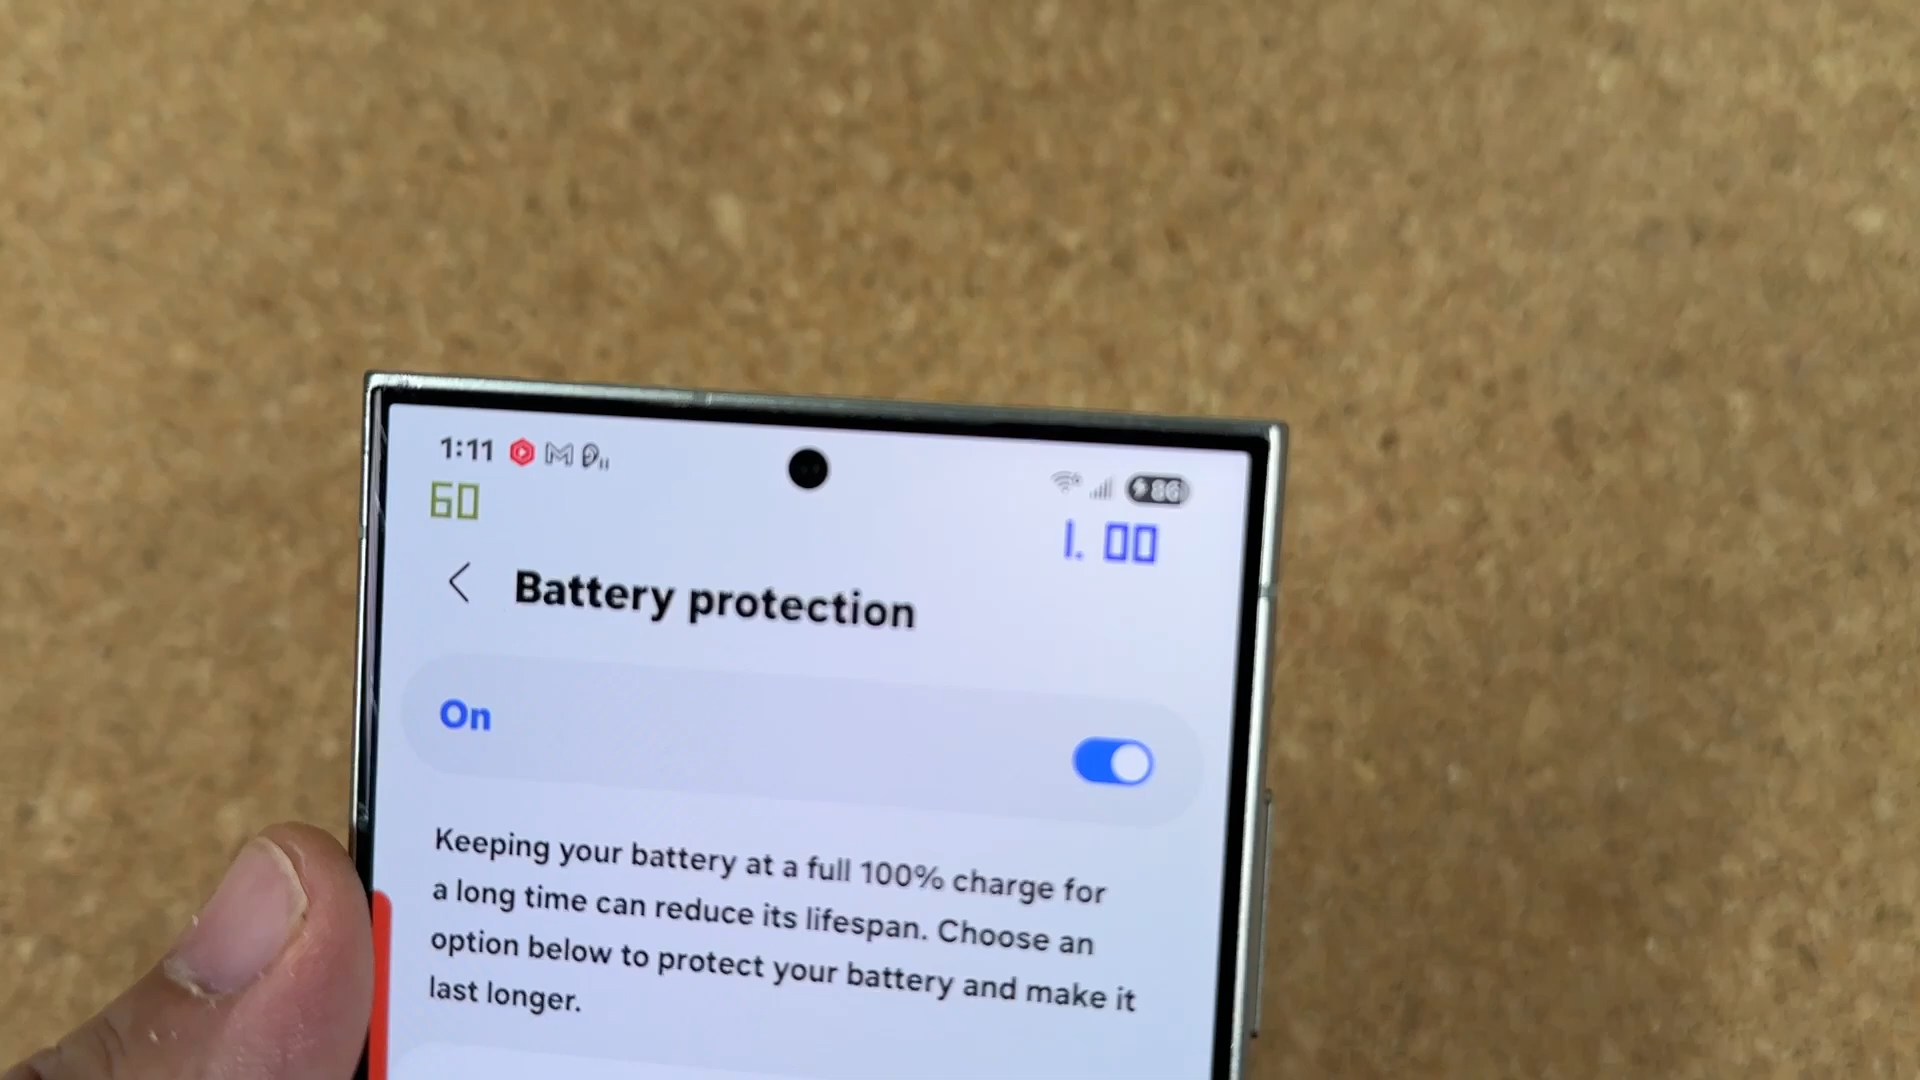 1:11
86
60
1.00
Battery protection
On
Keeping your battery at a full 100% charge for
a long time can reduce its lifespan. Choose an
option below to protect your battery and make it
last longer.